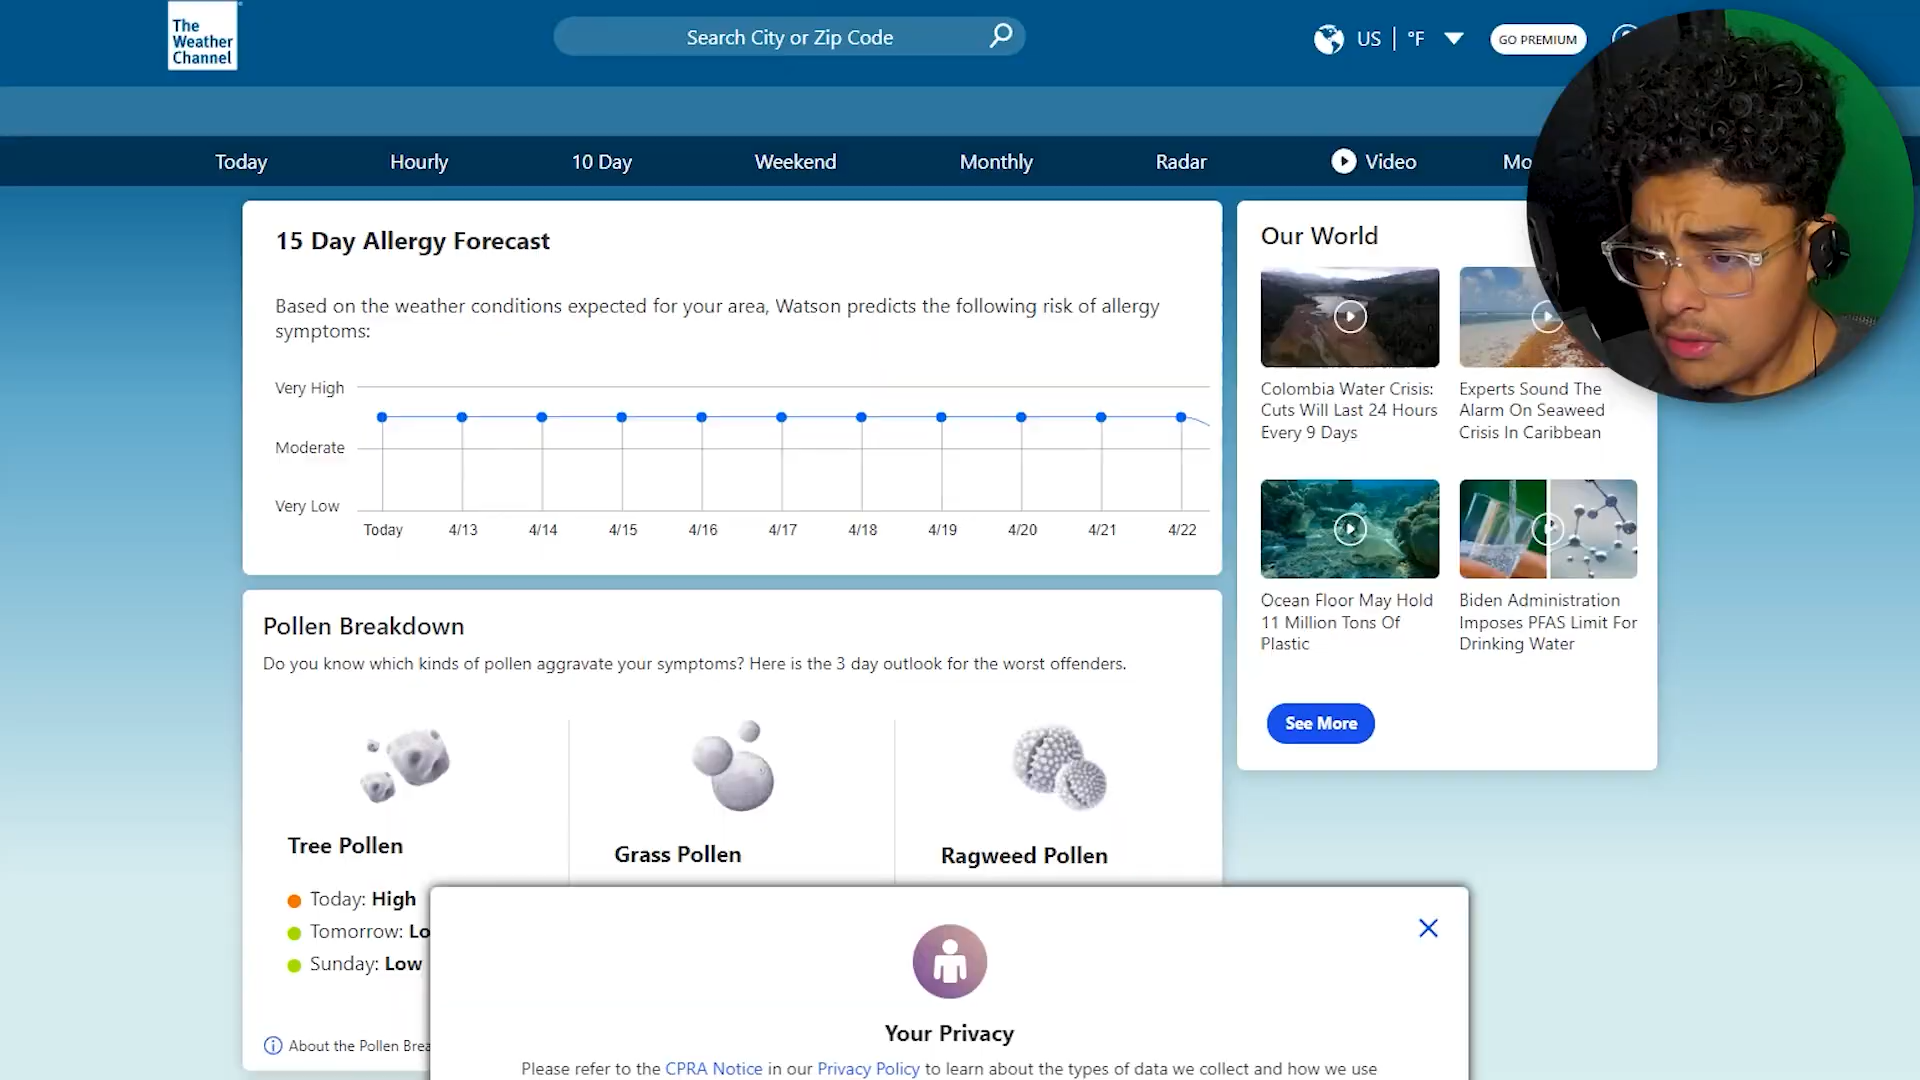 The
Weather
Channel
Search City or Zip Code
US
°F
GO PREMIUM
Today
Hourly
10 Day
Weekend
Monthly
Radar
Video
Mo
15 Day Allergy Forecast
Based on the weather conditions expected for your area, Watson predicts the following risk of allergy
symptoms:
Very High
Moderate
Very Low
Today 4/13 4/14 4/15 4/16 4/17 4/18 4/19 4/20 4/21 4/22
Our World
Colombia Water Crisis:
Cuts Will Last 24 Hours
Every 9 Days
Experts Sound The
Alarm On Seaweed
Crisis In Caribbean
Ocean Floor May Hold
11 Million Tons Of
Plastic
Biden Administration
Imposes PFAS Limit For
Drinking Water
See More
Pollen Breakdown
Do you know which kinds of pollen aggravate your symptoms? Here is the 3 day outlook for the worst offenders.
Tree Pollen
Today: High
Tomorrow: Lo
Sunday: Low
Grass Pollen
Ragweed Pollen
About the Pollen Brea
Your Privacy
Please refer to the CPRA Notice in our Privacy Policy to learn about the types of data we collect and how we use